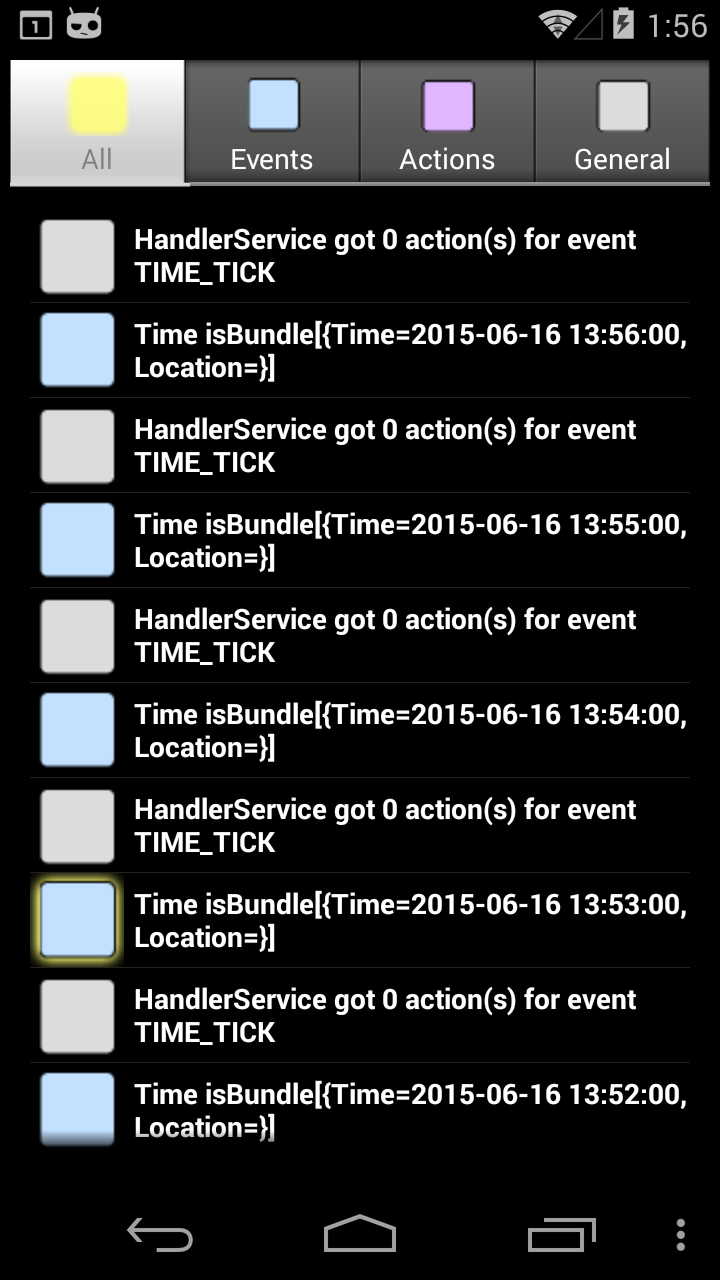 1
1:56
All
Events
Actions
General
HandlerService got 0 action(s) for event
TIME_TICK
Time isBundle[{Time=2015-06-16 13:56:00,
Location=}]
HandlerService got 0 action(s) for event
TIME_TICK
Time isBundle[{Time=2015-06-16 13:55:00,
Location=}]
HandlerService got 0 action(s) for event
TIME_TICK
Time isBundle[{Time=2015-06-16 13:54:00,
Location=}]
HandlerService got 0 action(s) for event
TIME_TICK
Time isBundle[{Time=2015-06-16 13:53:00,
Location=}]
HandlerService got 0 action(s) for event
TIME_TICK
Time isBundle[{Time=2015-06-16 13:52:00,
Location=}]